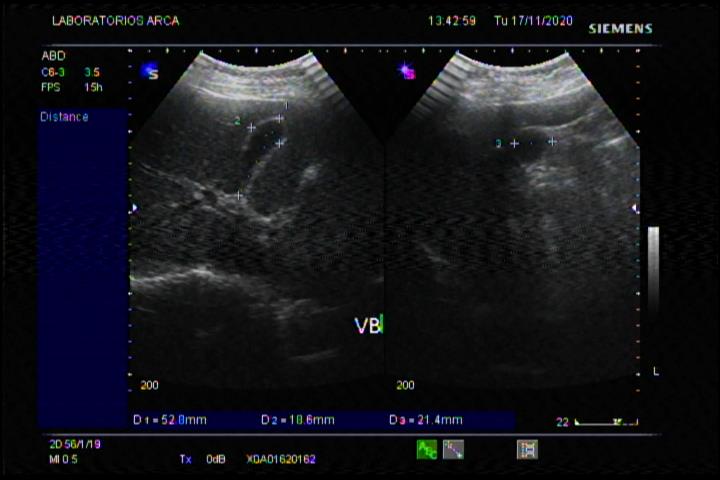 LABORATORIOS ARCA
13:42:59 Tu 17/11/2020
SIEMENS
ABD
C6-3 3.5
FPS 15h
Distance
S
S
2
3
VB
200
200
D1=52.8mm D2=18.6mm D3=21.4mm
22
L
2D 56/1/19
MI 0.5 Tx 0dB XDA01620162
ABC